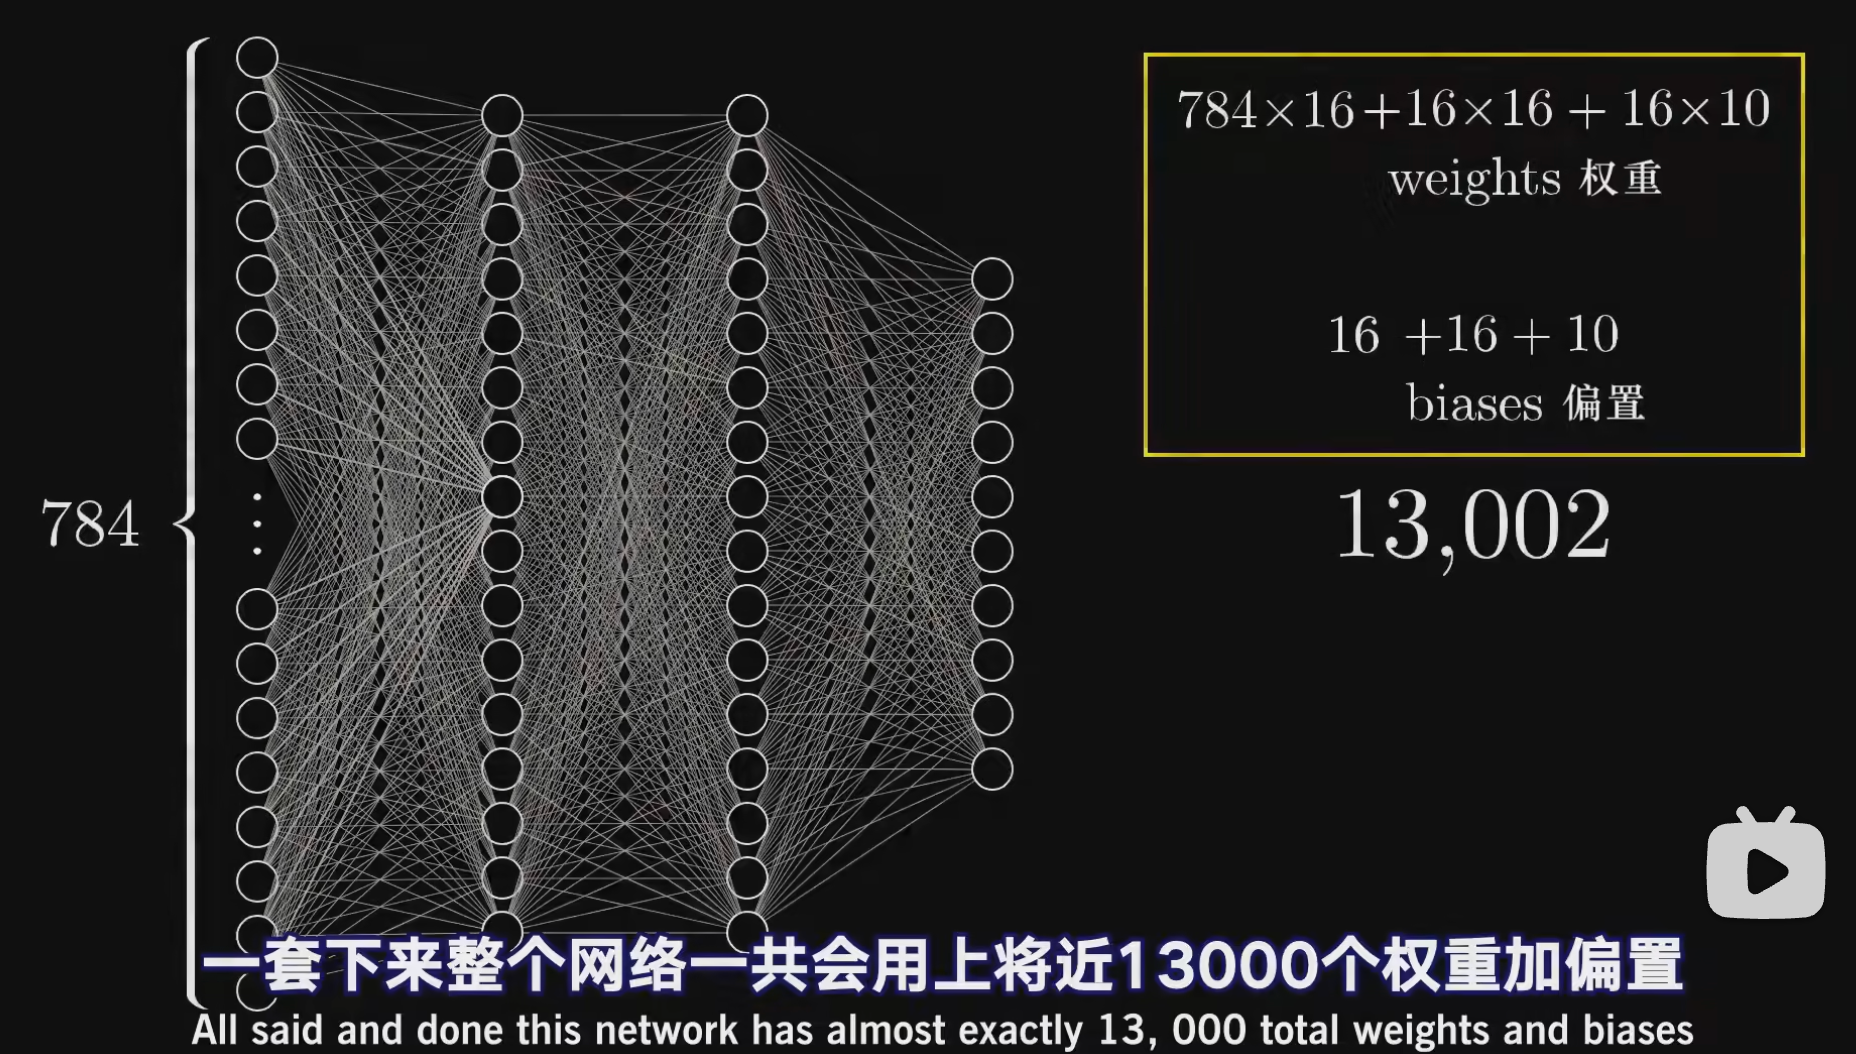 784×16+16×16+16×10
weights 权重
16 +16+10
biases 偏置
784
13,002
一套下来整个网络一共会用上将近13000个权重加偏置
All said and done this network has almost exactly 13, 000 total weights and biases